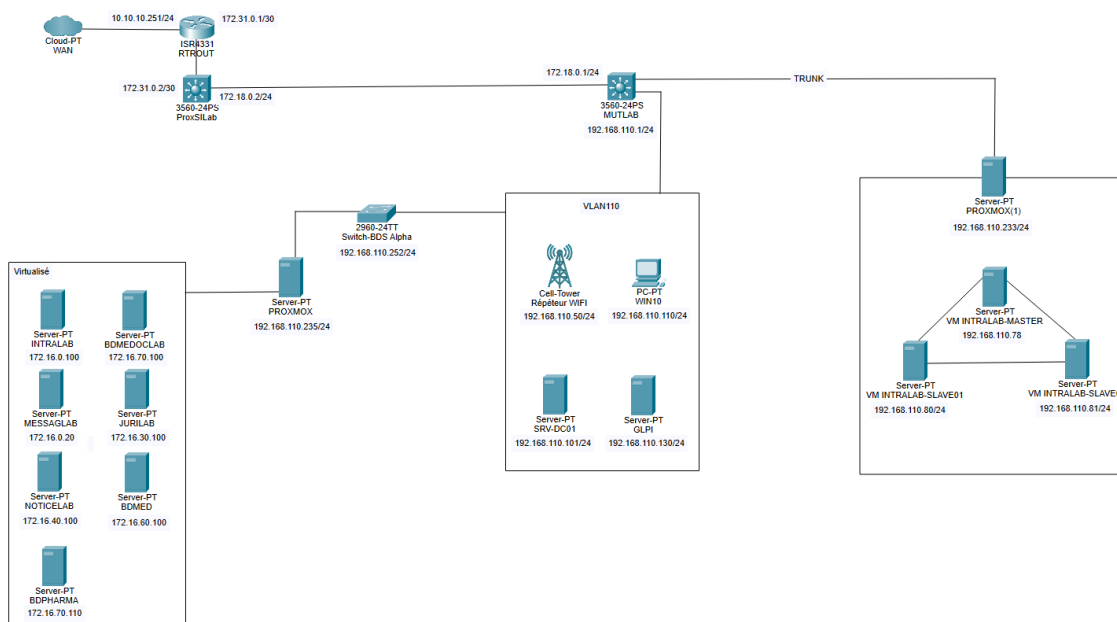 10.10.10.251/24
172.31.0.1/30
Cloud-PT
WAN
ISR4331
RTROUT
172.31.0.2/30
172.18.0.2/24
3560-24PS
ProxSILab
172.18.0.1/24
3560-24PS
MUTLAB
192.168.110.1/24
TRUNK
Server-PT
PROXMOX(1)
192.168.110.233/24
VLAN110
2960-24TT
Switch-BDS Alpha
192.168.110.252/24
Server-PT
PROXMOX
192.168.110.235/24
Virtualisé
Server-PT
INTRALAB
172.16.0.100
Server-PT
BDMEDOCLAB
172.16.70.100
Server-PT
MESSAGLAB
172.16.0.20
Server-PT
JURILAB
172.16.30.100
Server-PT
NOTICELAB
172.16.40.100
Server-PT
BDMED
172.16.60.100
Server-PT
BDPHARMA
172.16.70.110
Cell-Tower
Répéteur WIFI
192.168.110.50/24
PC-PT
WIN10
192.168.110.110/24
Server-PT
SRV-DC01
192.168.110.101/24
Server-PT
GLPI
192.168.110.130/24
Server-PT
VM INTRALAB-MASTER
192.168.110.78
Server-PT
VM INTRALAB-SLAVE01
192.168.110.80/24
Server-PT
VM INTRALAB-SLAVE0
192.168.110.81/24